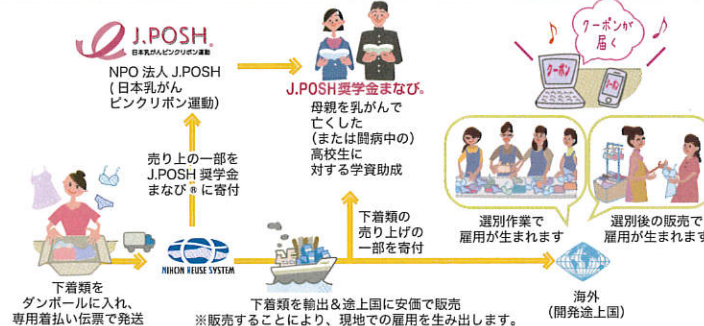 J.POSH®
日本乳がんピンクリボン運動
NPO 法人 J.POSH
(日本乳がん
ピンクリボン運動)
J.POSH 奨学金まなび®
母親を乳がんで
亡くした
(または闘病中の)
高校生に
対する学資助成
クーポンが
届く
クーポン
クーポン
売り上の一部を
J.POSH 奨学金
まなび ® に寄付
選別作業で
雇用が生まれます
選別後の販売で
雇用が生まれます
下着類の
売り上げの
一部を寄付
NIHON REUSE SYSTEM
下着類を
ダンボールに入れ、
専用着払い伝票で発送
下着類を輸出&途上国に安価で販売
※販売することにより、現地での雇用を生み出します。
海外
(開発途上国)